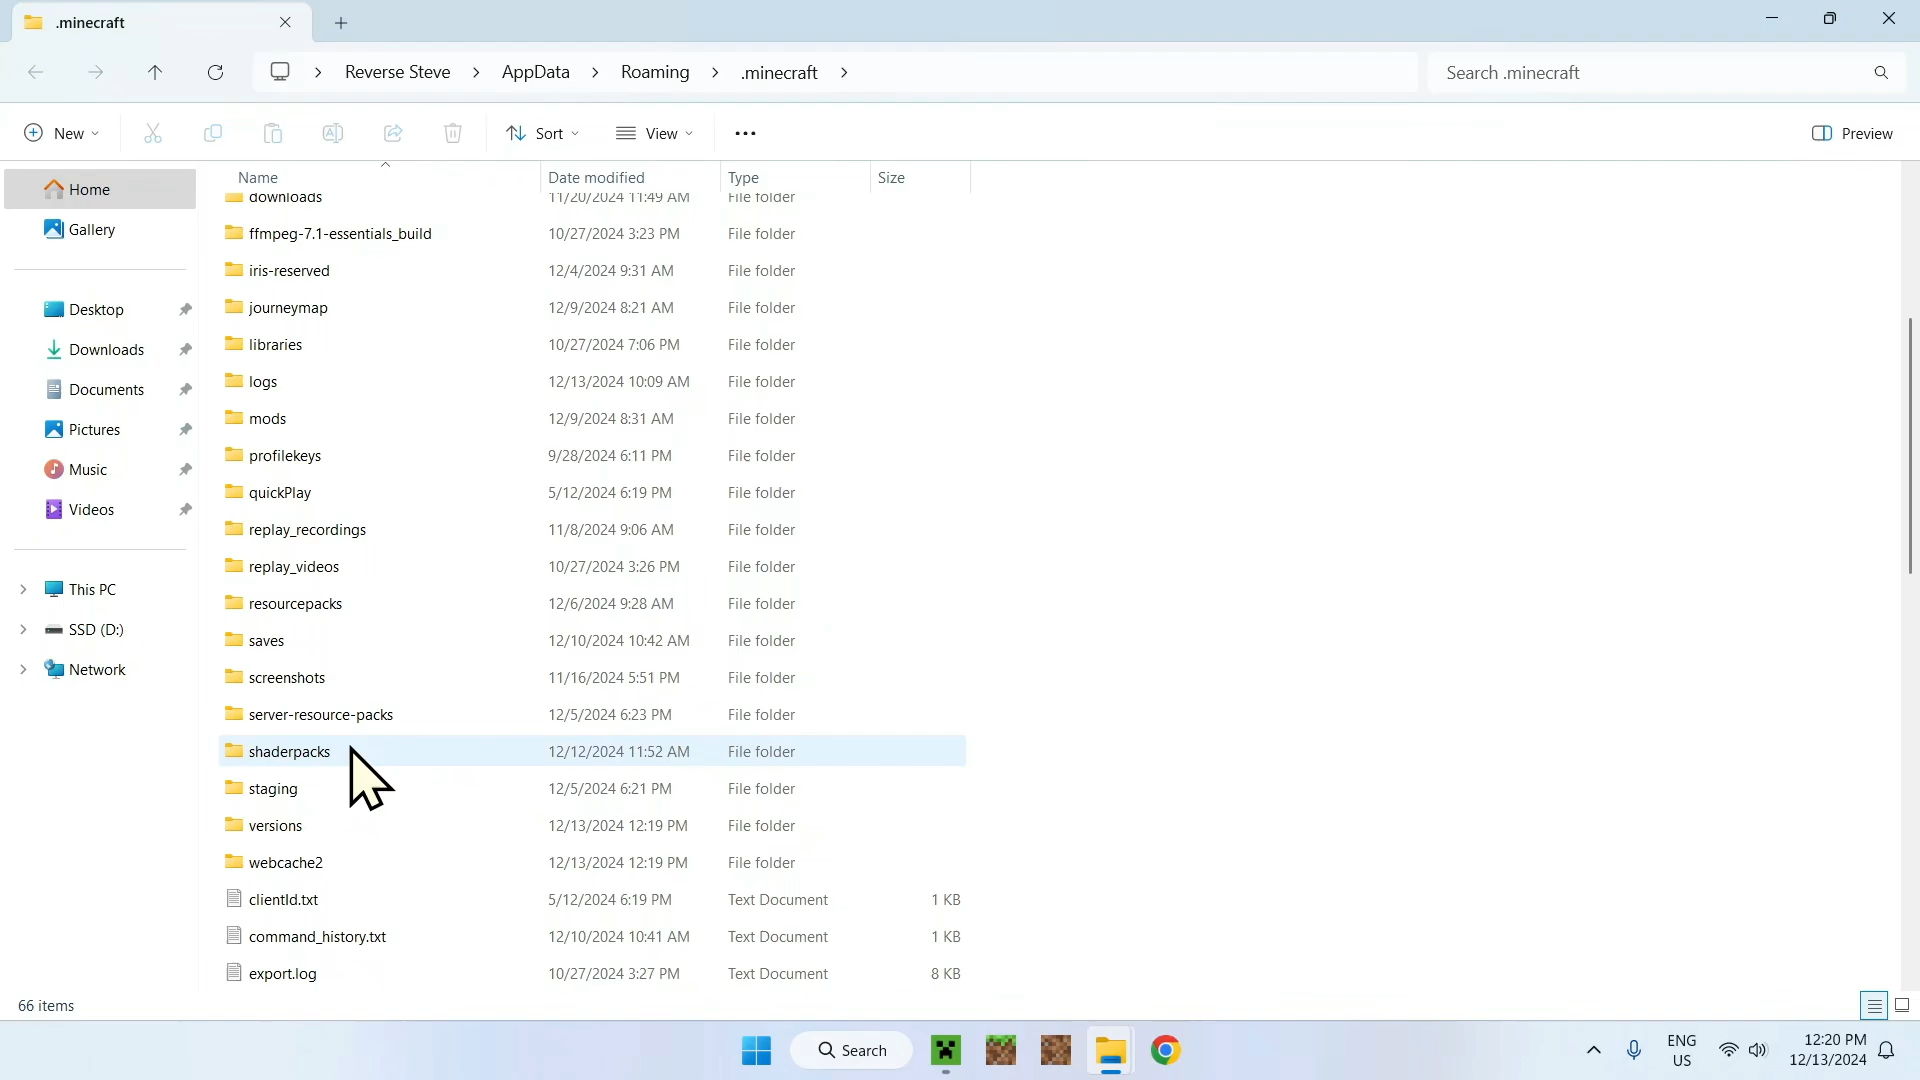 .minecraft
Reverse Steve > AppData > Roaming > .minecraft >
Search .minecraft
New
Sort
View
Preview
Name Date modified Type Size
Home
Gallery
Desktop
Downloads
Documents
Pictures
Music
Videos
This PC
SSD (D:)
Network
downloads 11/20/2024 11:49 AM File folder
ffmpeg-7.1-essentials_build 10/27/2024 3:23 PM File folder
iris-reserved 12/4/2024 9:31 AM File folder
journeymap 12/9/2024 8:21 AM File folder
libraries 10/27/2024 7:06 PM File folder
logs 12/13/2024 10:09 AM File folder
mods 12/9/2024 8:31 AM File folder
profilekeys 9/28/2024 6:11 PM File folder
quickPlay 5/12/2024 6:19 PM File folder
replay_recordings 11/8/2024 9:06 AM File folder
replay_videos 10/27/2024 3:26 PM File folder
resourcepacks 12/6/2024 9:28 AM File folder
saves 12/10/2024 10:42 AM File folder
screenshots 11/16/2024 5:51 PM File folder
server-resource-packs 12/5/2024 6:23 PM File folder
shaderpacks 12/12/2024 11:52 AM File folder
staging 12/5/2024 6:21 PM File folder
versions 12/13/2024 12:19 PM File folder
webcache2 12/13/2024 12:19 PM File folder
clientId.txt 5/12/2024 6:19 PM Text Document 1 KB
command_history.txt 12/10/2024 10:41 AM Text Document 1 KB
export.log 10/27/2024 3:27 PM Text Document 8 KB
66 items
Search
ENG
US
12:20 PM
12/13/2024